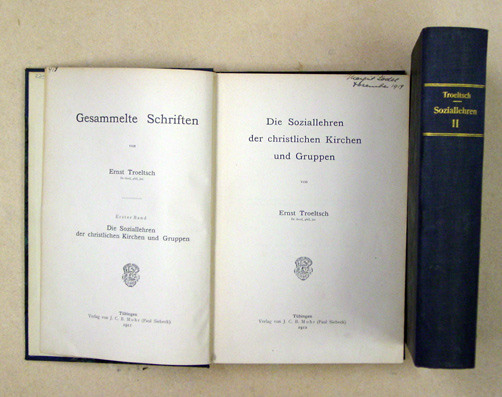 Gesammelte Schriften
von
Ernst Troeltsch
Erster Band
Die Soziallehren
der christlichen Kirchen und Gruppen
Tübingen
Verlag von J. C. B. Mohr (Paul Siebeck)
1912
Die Soziallehren
der christlichen Kirchen
und Gruppen
von
Ernst Troeltsch
Tübingen
Verlag von J. C. B. Mohr (Paul Siebeck)
1912
Troeltsch
Soziallehren
II